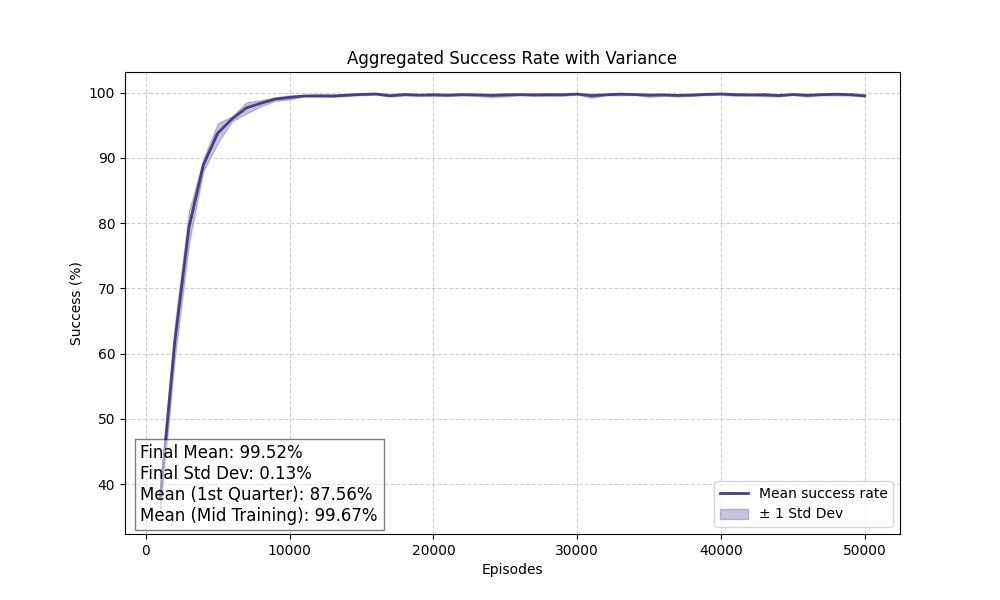 Aggregated Success Rate with Variance
Success (%)
100
90
80
70
60
50
40
Final Mean: 99.52%
Final Std Dev: 0.13%
Mean (1st Quarter): 87.56%
Mean (Mid Training): 99.67%
Mean success rate
± 1 Std Dev
0 10000 20000 30000 40000 50000
Episodes